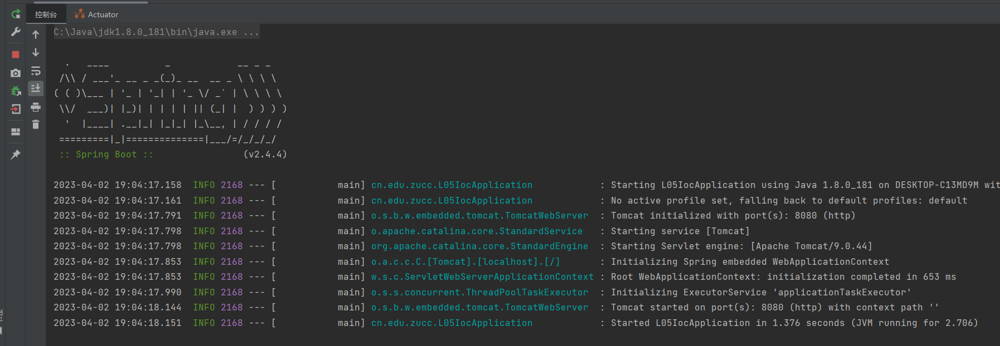 控制台 Actuator
C:\Java\jdk1.8.0_181\bin\java.exe ...
  .   ____          _            __ _ _
 /\\ / ___'_ __ _ _(_)_ __  __ _ \ \ \ \
( ( )\___ | '_ | '_| | '_ \/ _` | \ \ \ \
 \\/  ___)| |_)| | | | | || (_| |  ) ) ) )
  '  |____| .__|_| |_|_| |_\__, | / / / /
 =========|_|==============|___/=/_/_/_/
 :: Spring Boot ::                (v2.4.4)
2023-04-02 19:04:17.158  INFO 2168 --- [           main] cn.edu.zucc.L05IocApplication            : Starting L05IocApplication using Java 1.8.0_181 on DESKTOP-C13MD9M wit
2023-04-02 19:04:17.161  INFO 2168 --- [           main] cn.edu.zucc.L05IocApplication            : No active profile set, falling back to default profiles: default
2023-04-02 19:04:17.791  INFO 2168 --- [           main] o.s.b.w.embedded.tomcat.TomcatWebServer  : Tomcat initialized with port(s): 8080 (http)
2023-04-02 19:04:17.798  INFO 2168 --- [           main] o.apache.catalina.core.StandardService   : Starting service [Tomcat]
2023-04-02 19:04:17.798  INFO 2168 --- [           main] org.apache.catalina.core.StandardEngine  : Starting Servlet engine: [Apache Tomcat/9.0.44]
2023-04-02 19:04:17.853  INFO 2168 --- [           main] o.a.c.c.C.[Tomcat].[localhost].[/]       : Initializing Spring embedded WebApplicationContext
2023-04-02 19:04:17.853  INFO 2168 --- [           main] w.s.c.ServletWebServerApplicationContext : Root WebApplicationContext: initialization completed in 653 ms
2023-04-02 19:04:17.990  INFO 2168 --- [           main] o.s.s.concurrent.ThreadPoolTaskExecutor  : Initializing ExecutorService 'applicationTaskExecutor'
2023-04-02 19:04:18.144  INFO 2168 --- [           main] o.s.b.w.embedded.tomcat.TomcatWebServer  : Tomcat started on port(s): 8080 (http) with context path ''
2023-04-02 19:04:18.151  INFO 2168 --- [           main] cn.edu.zucc.L05IocApplication            : Started L05IocApplication in 1.376 seconds (JVM running for 2.706)